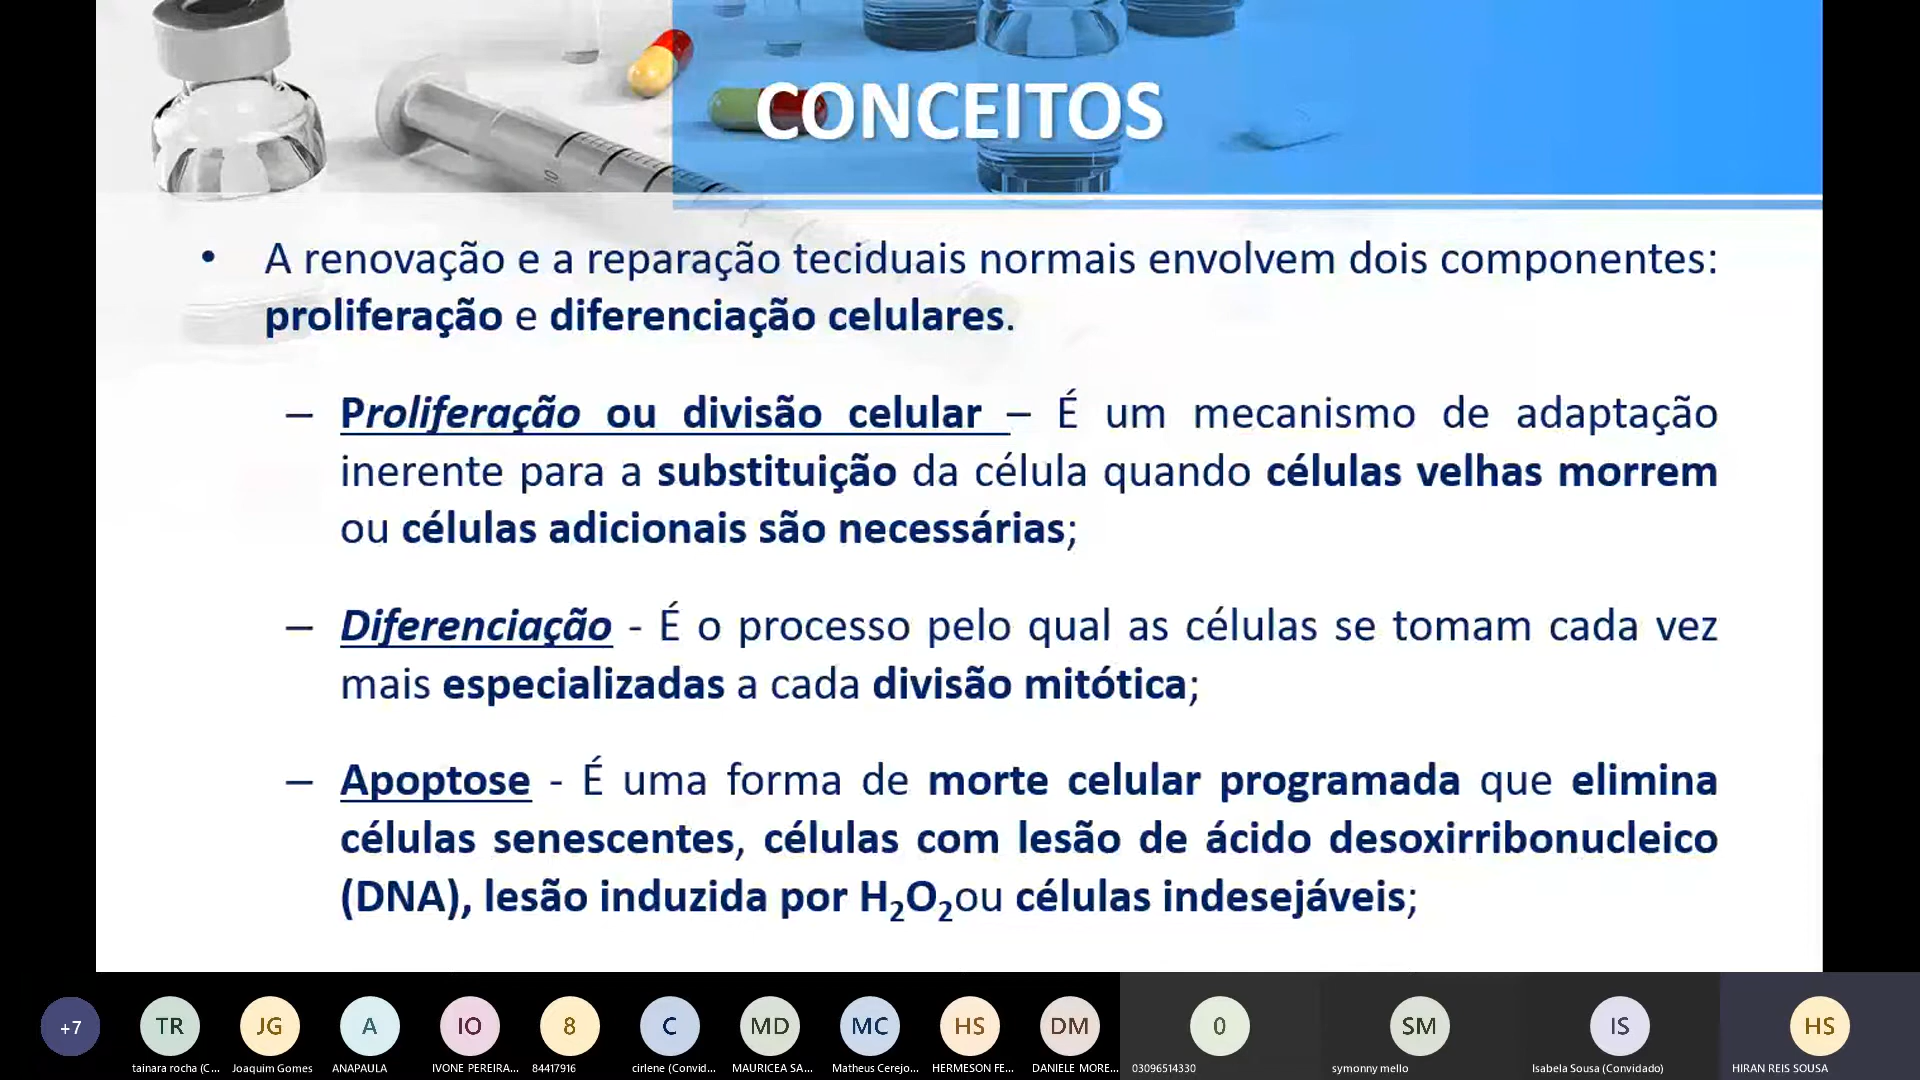 CONCEITOS
• A renovação e a reparação teciduais normais envolvem dois componentes:
proliferação e diferenciação celulares.
– Proliferação ou divisão celular – É um mecanismo de adaptação
inerente para a substituição da célula quando células velhas morrem
ou células adicionais são necessárias;
– Diferenciação - É o processo pelo qual as células se tomam cada vez
mais especializadas a cada divisão mitótica;
– Apoptose - É uma forma de morte celular programada que elimina
células senescentes, células com lesão de ácido desoxirribonucleico
(DNA), lesão induzida por H₂O₂ou células indesejáveis;
+7 TR JG A IO 8 C MD MC HS DM 0 SM IS HS
tainara rocha (C... Joaquim Gomes ANAPAULA IVONE PEREIRA... 84417916 cirlene (Convid... MAURICEA SA... Matheus Cerejo... HERMESON FE... DANIELE MORE... 03096514330 symonny mello Isabela Sousa (Convidado) HIRAN REIS SOUSA